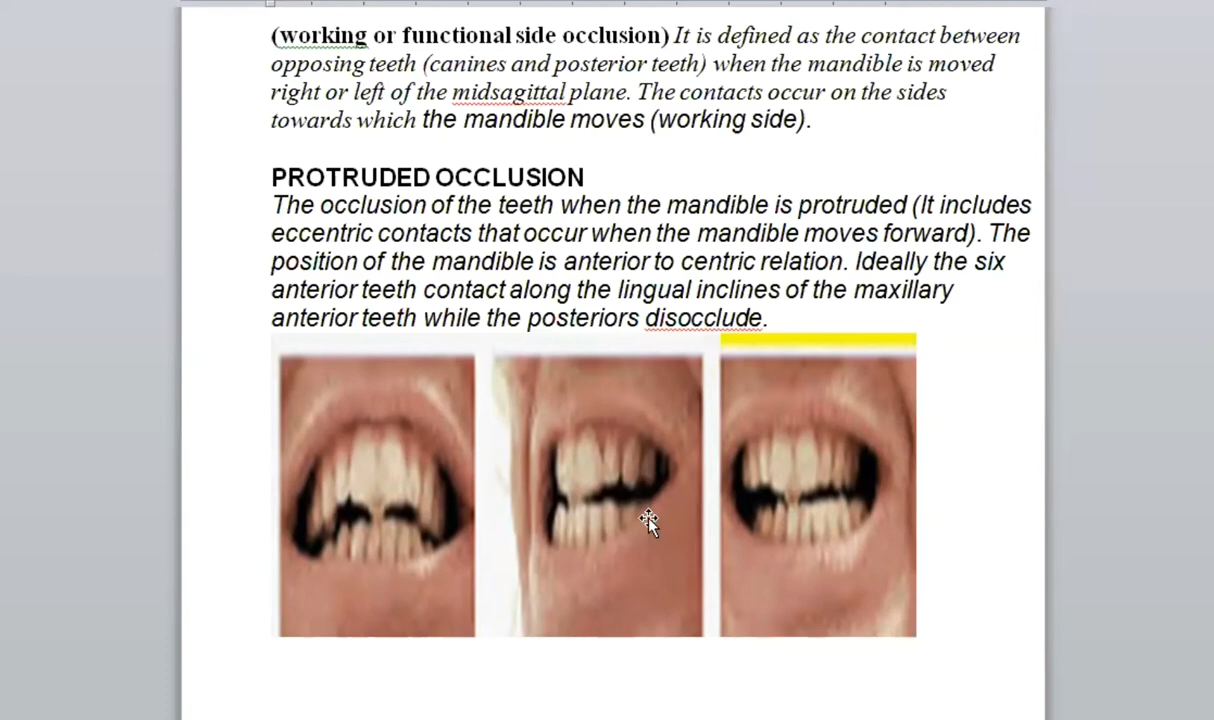 (working or functional side occlusion) It is defined as the contact between
opposing teeth (canines and posterior teeth) when the mandible is moved
right or left of the midsagittal plane. The contacts occur on the sides
towards which the mandible moves (working side).
PROTRUDED OCCLUSION
The occlusion of the teeth when the mandible is protruded (It includes
eccentric contacts that occur when the mandible moves forward). The
position of the mandible is anterior to centric relation. Ideally the six
anterior teeth contact along the lingual inclines of the maxillary
anterior teeth while the posteriors disocclude.